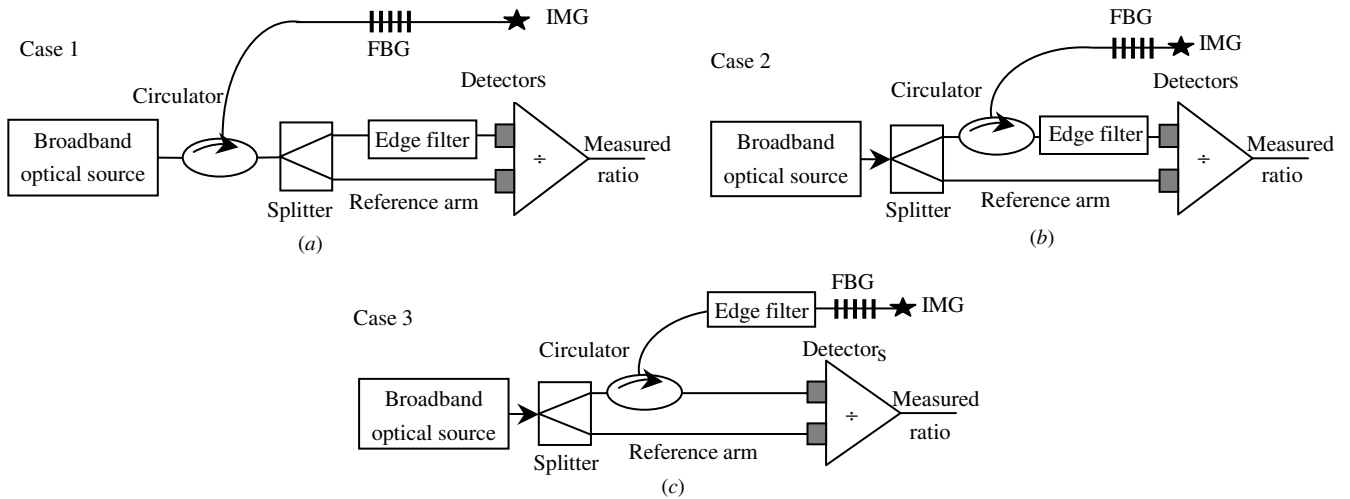 Case 1
IMG
FBG
Circulator
Detectors
Broadband
optical source
Edge filter
÷
Measured
ratio
Splitter
Reference arm
(a)
Case 2
FBG
IMG
Circulator
Detectors
Broadband
optical source
Edge filter
÷
Measured
ratio
Splitter
Reference arm
(b)
Case 3
FBG
Edge filter
IMG
Circulator
Detectors
Broadband
optical source
÷
Measured
ratio
Splitter
Reference arm
(c)